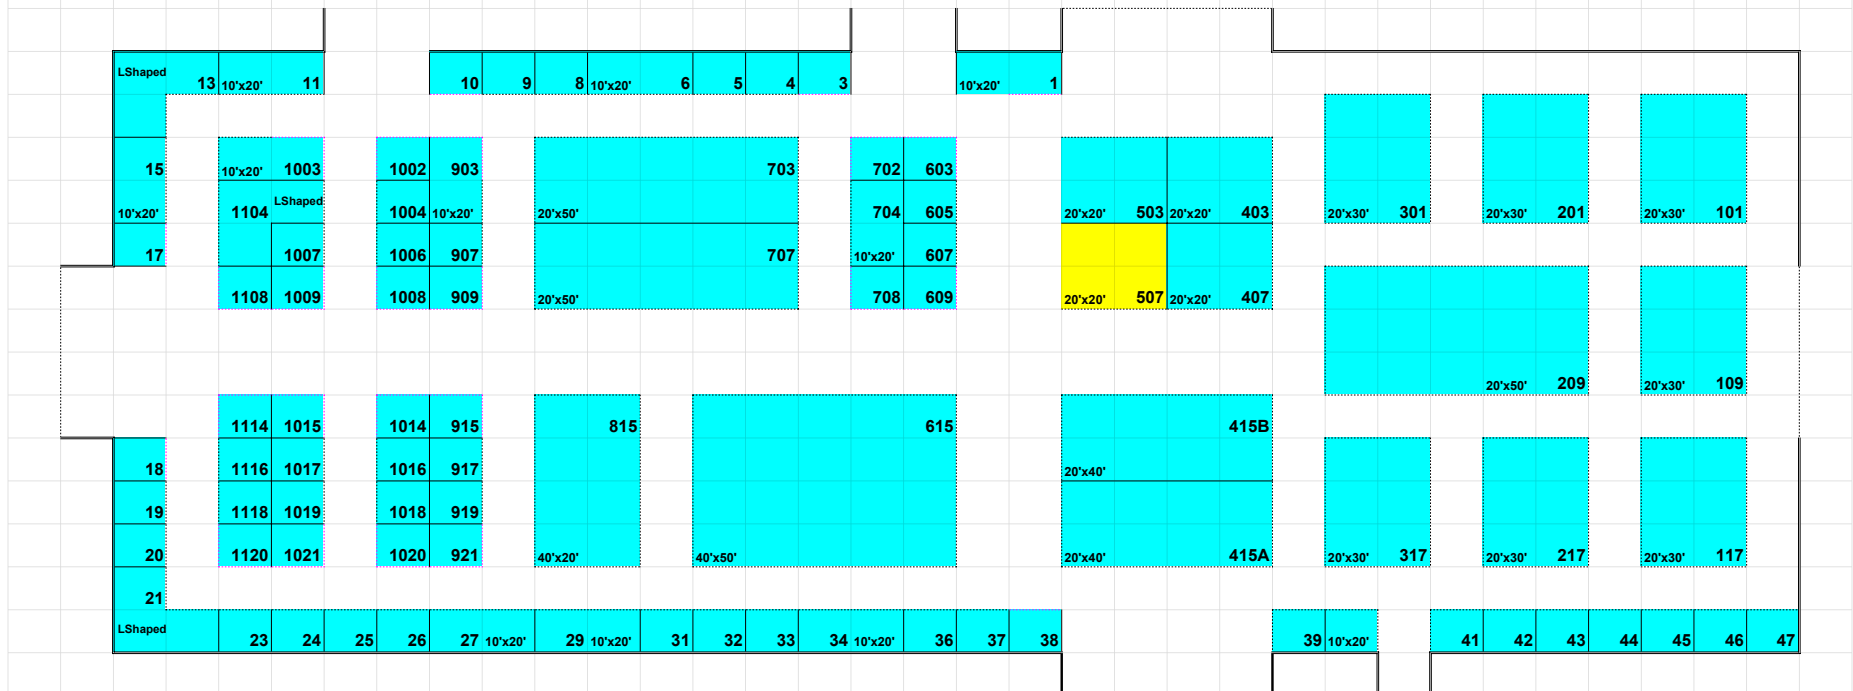 LShaped
13 10'x20' 11
10 9 8 10'x20' 6 5 4 3
10'x20' 1
15 10'x20' 1003 1002 903 703 702 603
LShaped
10'x20' 1104 1004 10'x20' 20'x50' 704 605 20'x20' 503 20'x20' 403 20'x30' 301 20'x30' 201 20'x30' 101
17 1007 1006 907 707 10'x20' 607
1108 1009 1008 909 20'x50' 708 609 20'x20' 507 20'x20' 407
20'x50' 209 20'x30' 109
1114 1015 1014 915 815 615 415B
18 1116 1017 1016 917 20'x40'
19 1118 1019 1018 919
20 1120 1021 1020 921 40'x20' 40'x50' 20'x40' 415A 20'x30' 317 20'x30' 217 20'x30' 117
21
LShaped
23 24 25 26 27 10'x20' 29 10'x20' 31 32 33 34 10'x20' 36 37 38 39 10'x20' 41 42 43 44 45 46 47